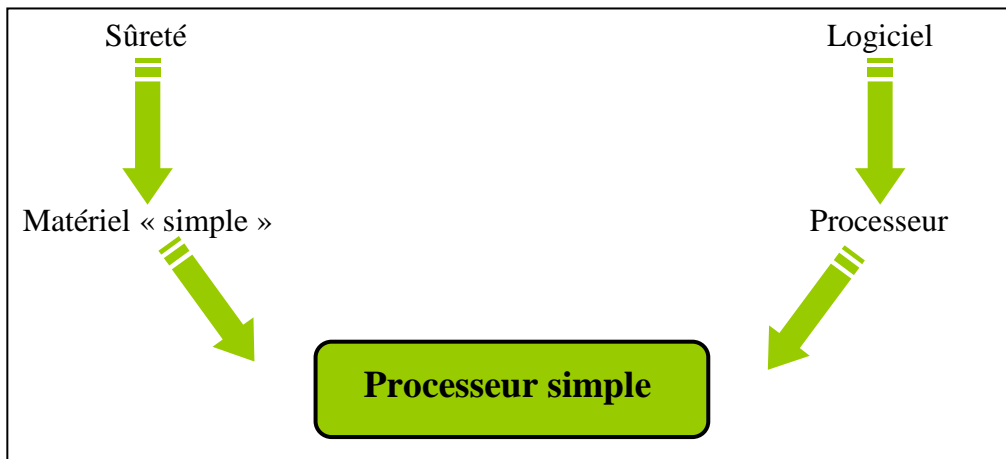 Sûreté
Logiciel
Matériel « simple »
Processeur
Processeur simple